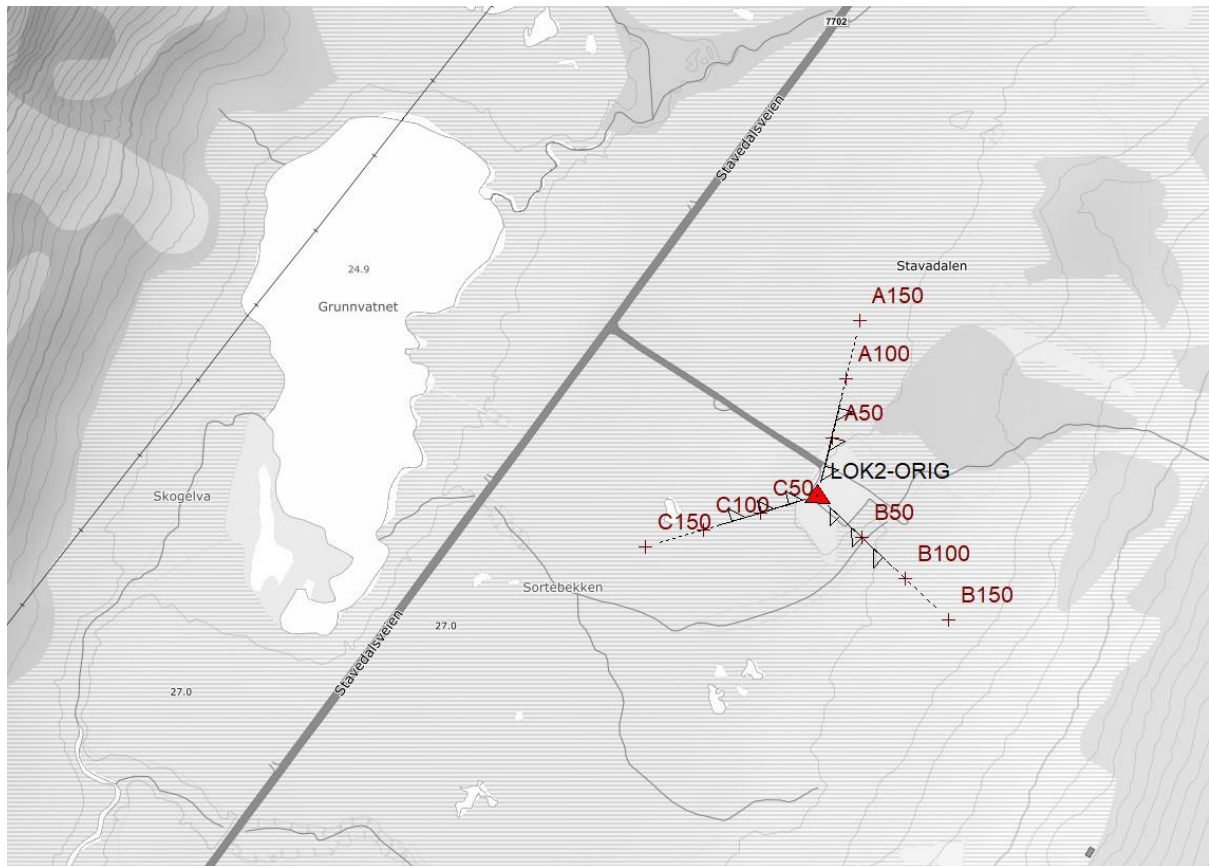 7702
Stavedalsveien
Stavadalen
24.9
Grunnvatnet
A150
A100
A50
LOK2-ORIG
Skogelva
C50
C100
C150
B50
B100
B150
Sortebekken
27.0
Stavedalsveien
27.0